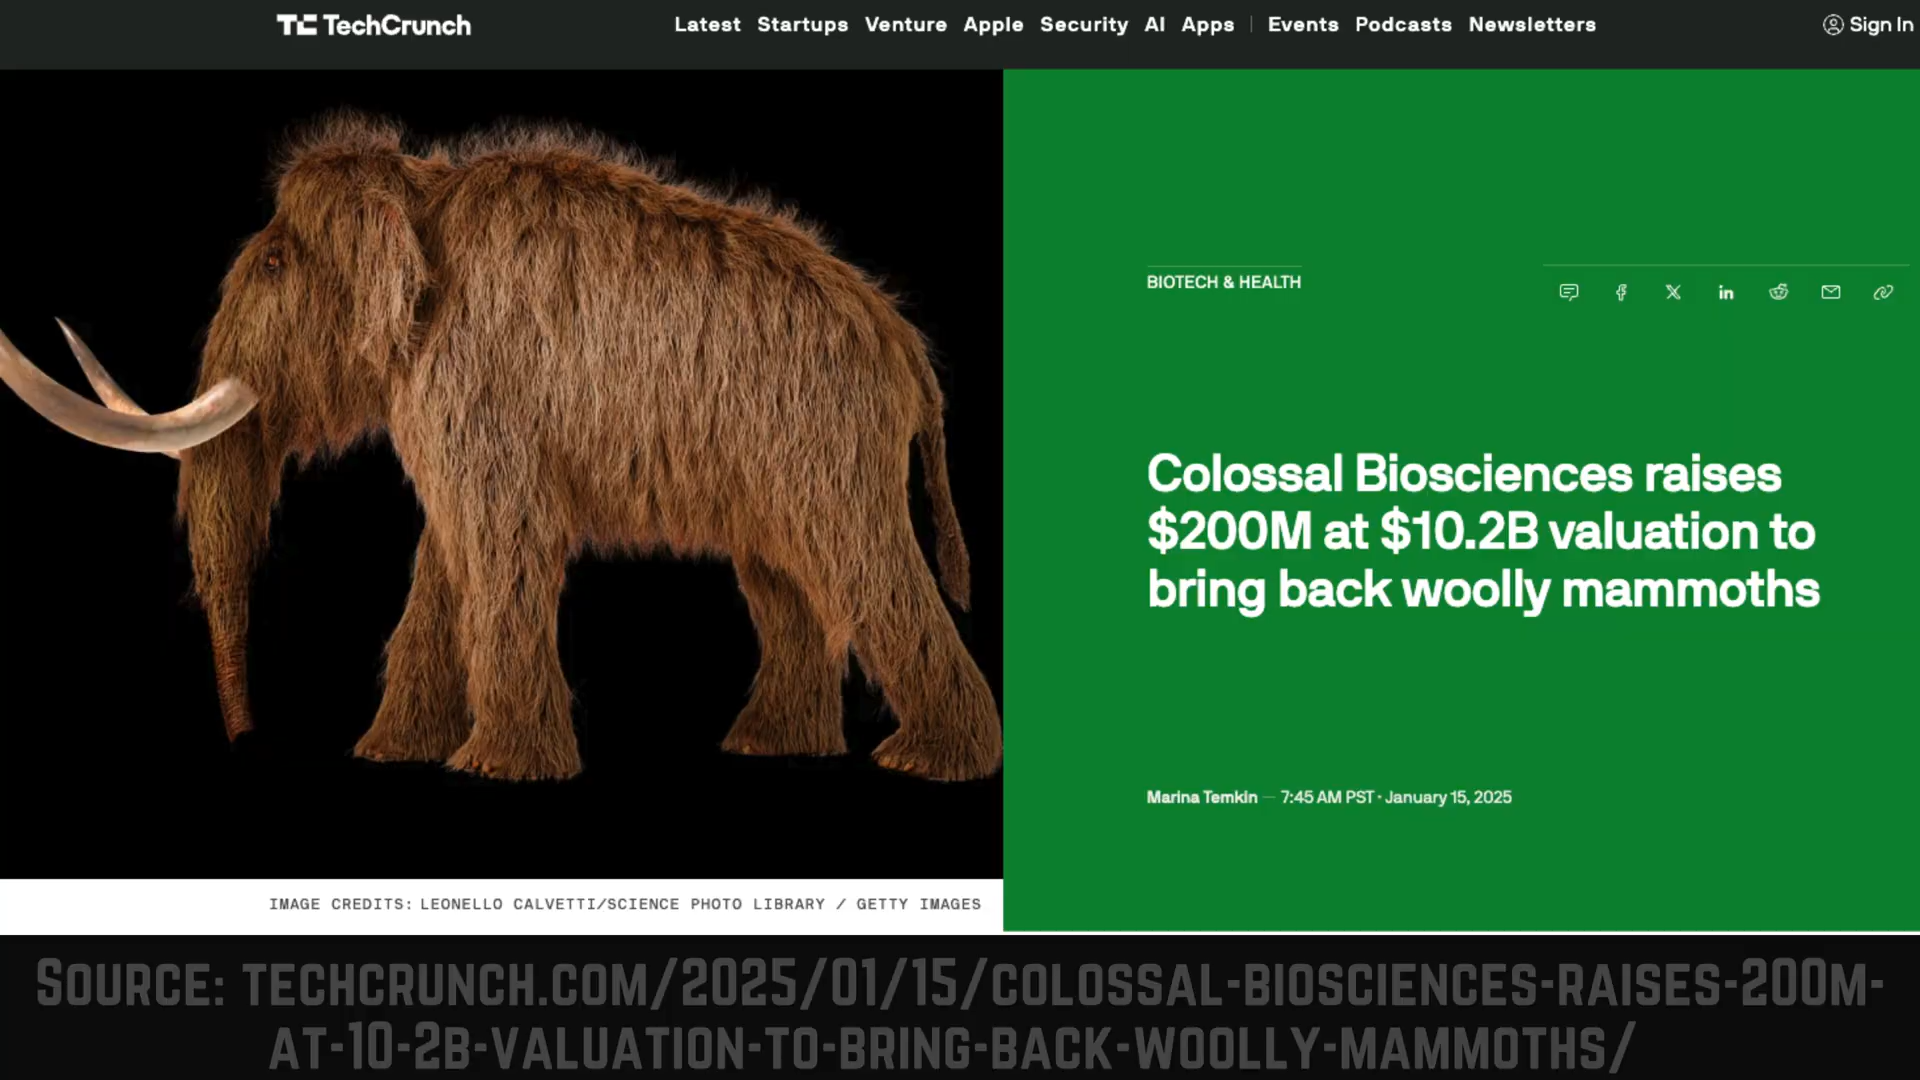 TechCrunch
Latest Startups Venture Apple Security AI Apps | Events Podcasts Newsletters
Sign In
BIOTECH & HEALTH
Colossal Biosciences raises
$200M at $10.2B valuation to
bring back woolly mammoths
Marina Temkin — 7:45 AM PST · January 15, 2025
IMAGE CREDITS: LEONELLO CALVETTI/SCIENCE PHOTO LIBRARY / GETTY IMAGES
SOURCE: TECHCRUNCH.COM/2025/01/15/COLOSSAL-BIOSCIENCES-RAISES-200M-
AT-10-2B-VALUATION-TO-BRING-BACK-WOOLLY-MAMMOTHS/